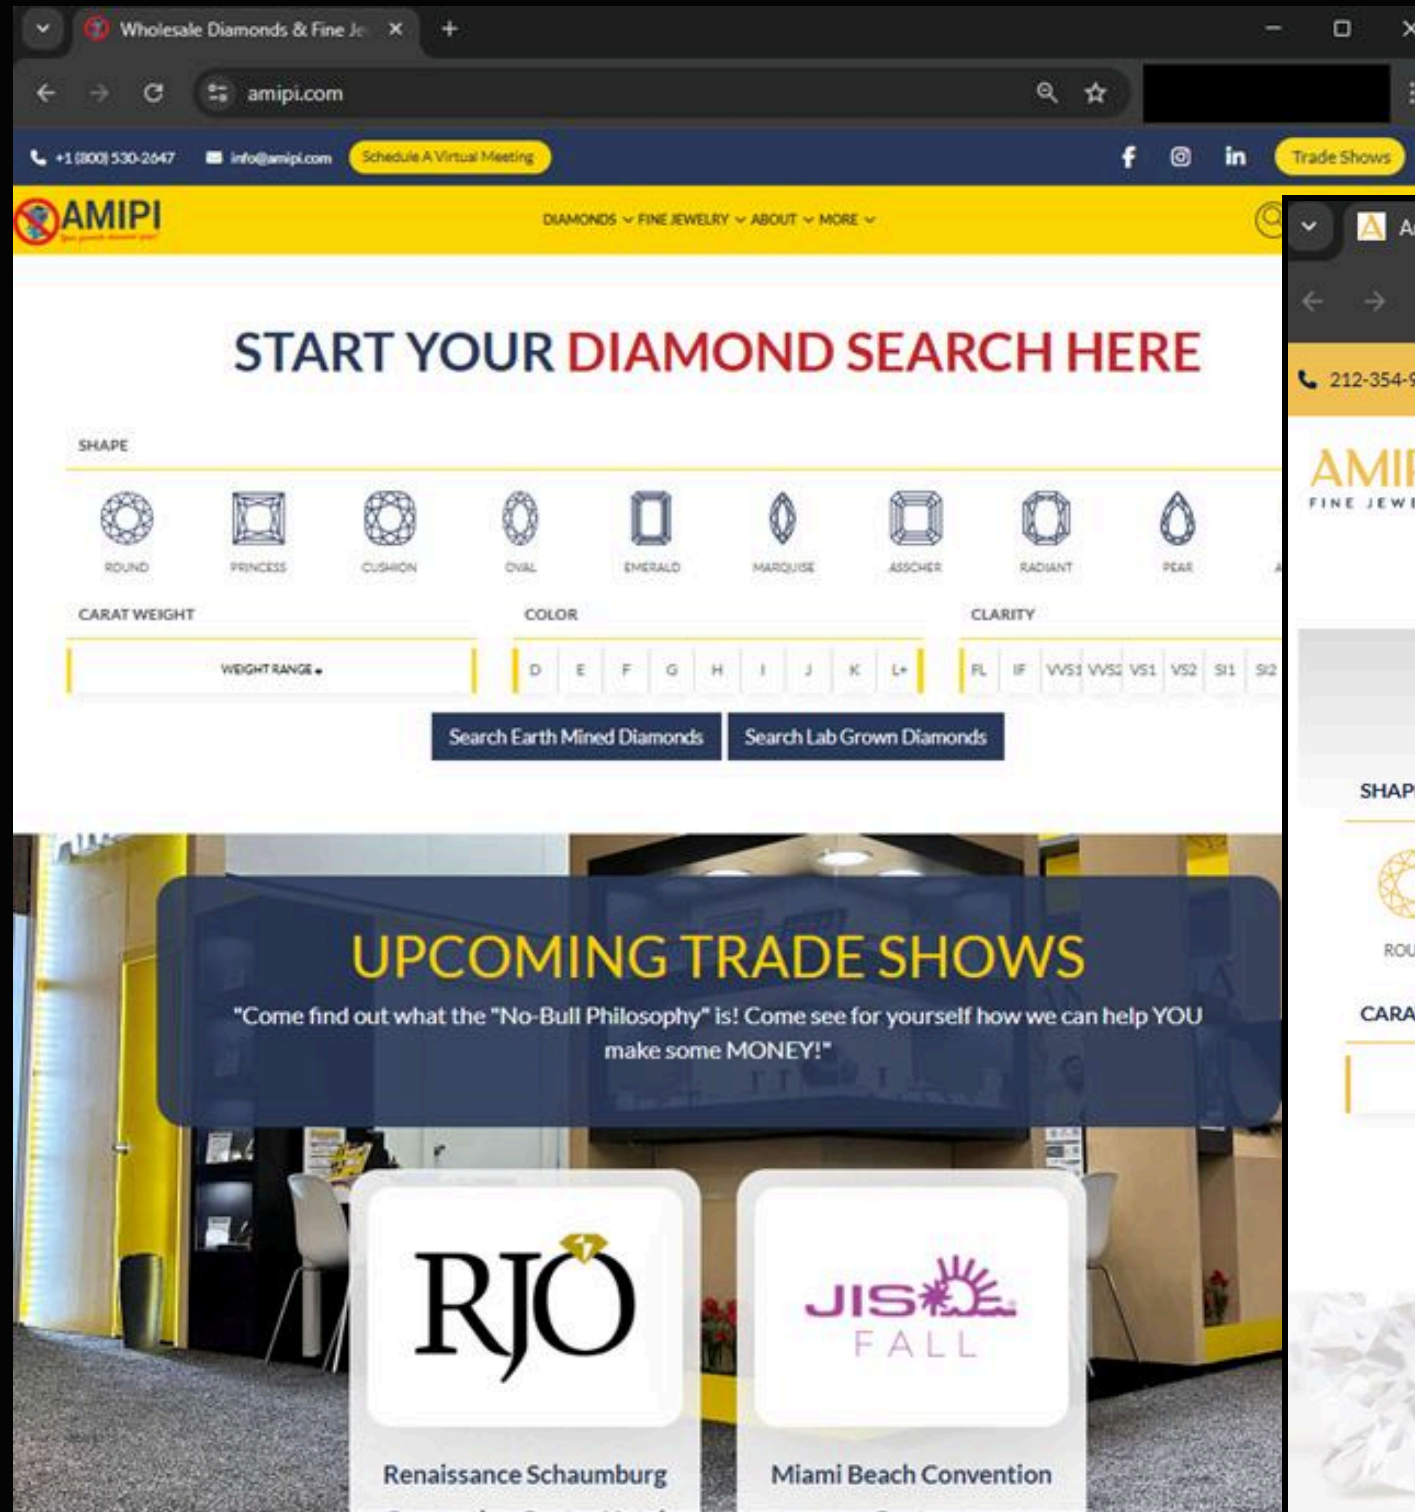 Wholesale Diamonds & Fine Je
amipi.com
+1 (800) 530-2647
info@amipi.com
Schedule A Virtual Meeting
f
in
Trade Shows
AMIPI
DIAMONDS
FINE JEWELRY
ABOUT
MORE
START YOUR DIAMOND SEARCH HERE
SHAPE
ROUND
PRINCESS
CUSHION
OVAL
EMERALD
MARQUISE
ASSCHER
RADIANT
PEAR
CARAT WEIGHT
COLOR
CLARITY
WEIGHT RANGE
D E F G H I J K L+
FL IF VVS1 VVS2 VS1 VS2 SI1 SI2
Search Earth Mined Diamonds
Search Lab Grown Diamonds
UPCOMING TRADE SHOWS
"Come find out what the "No-Bull Philosophy" is! Come see for yourself how we can help YOU
make some MONEY!"
RJO
JIS
FALL
Renaissance Schaumburg
Miami Beach Convention
A
212-354-9
AMIP
FINE JEWE
SHAP
ROU
CARA